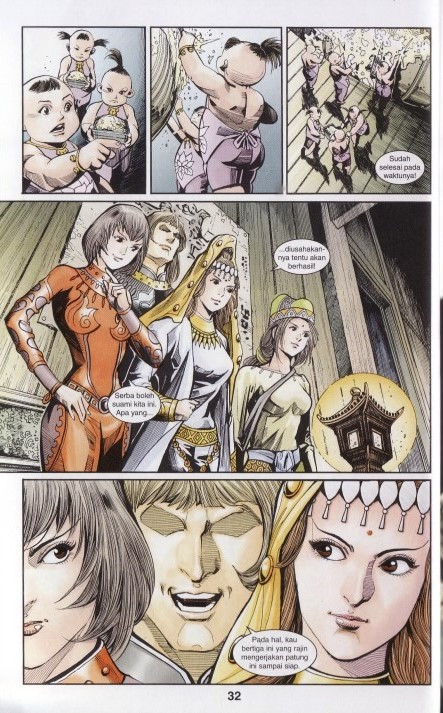 Sudah
selesai pada
waktunya!
...diusahakan-
nya tentu akan
berhasil!
Serba boleh
suami kita ini.
Apa yang...
Pada hal, kau
bertiga ini yang rajin
mengerjakan patung
ini sampai siap.
32